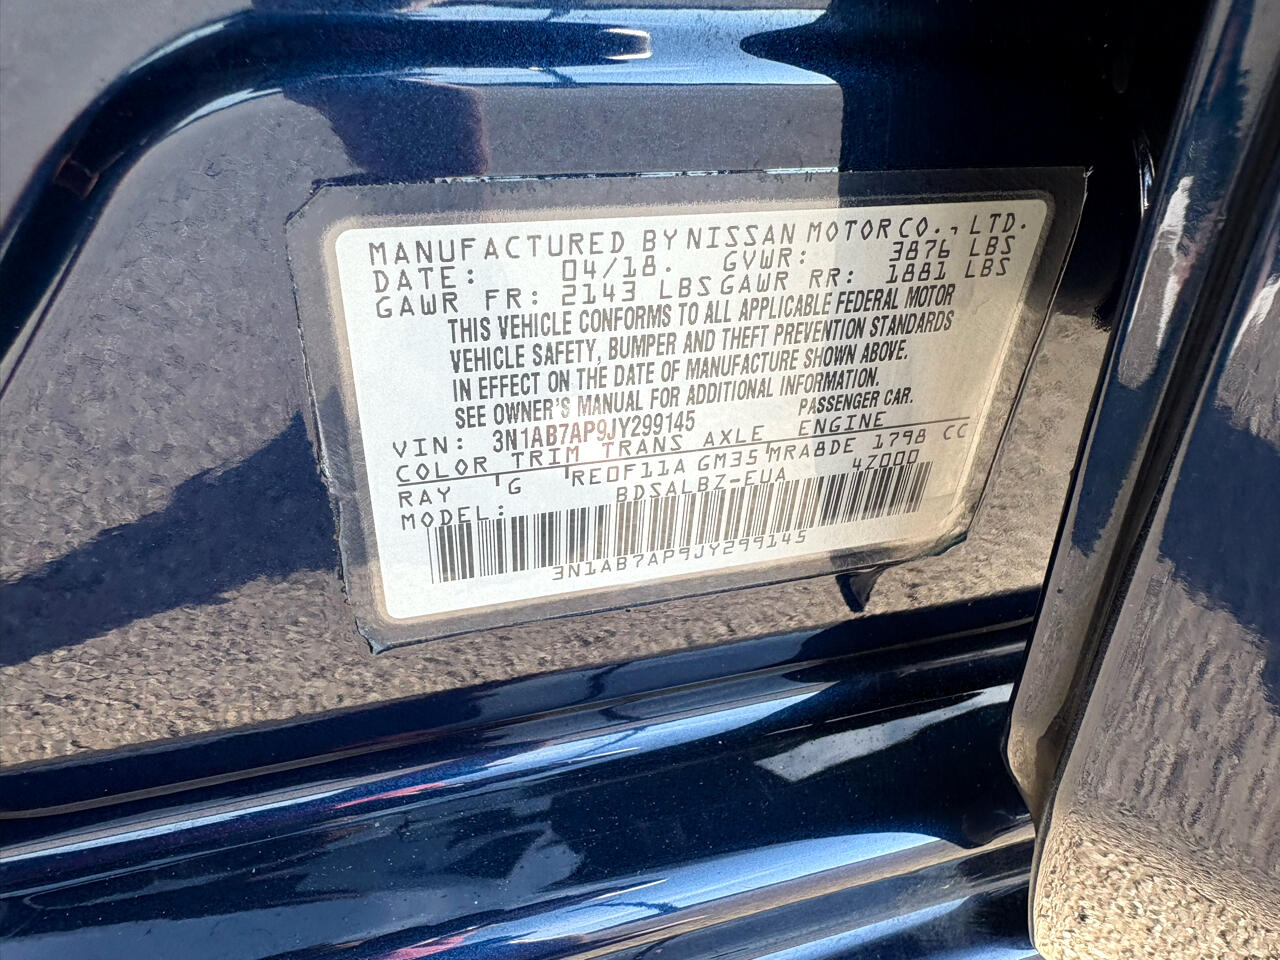 MANUFACTURED BY NISSAN MOTOR CO., LTD.
DATE: 04/18. GVWR: 3876 LBS
GAWR FR: 2143 LBS GAWR RR: 1881 LBS
THIS VEHICLE CONFORMS TO ALL APPLICABLE FEDERAL MOTOR
VEHICLE SAFETY, BUMPER AND THEFT PREVENTION STANDARDS
IN EFFECT ON THE DATE OF MANUFACTURE SHOWN ABOVE.
SEE OWNER'S MANUAL FOR ADDITIONAL INFORMATION.
VIN: 3N1AB7AP9JY299145 PASSENGER CAR.
COLOR TRIM TRANS AXLE ENGINE
RAY G RE0F11A GM35 MRA8DE 1798 CC
MODEL: BDSALBZ-EUA 4Z000
3N1AB7AP9JY299145